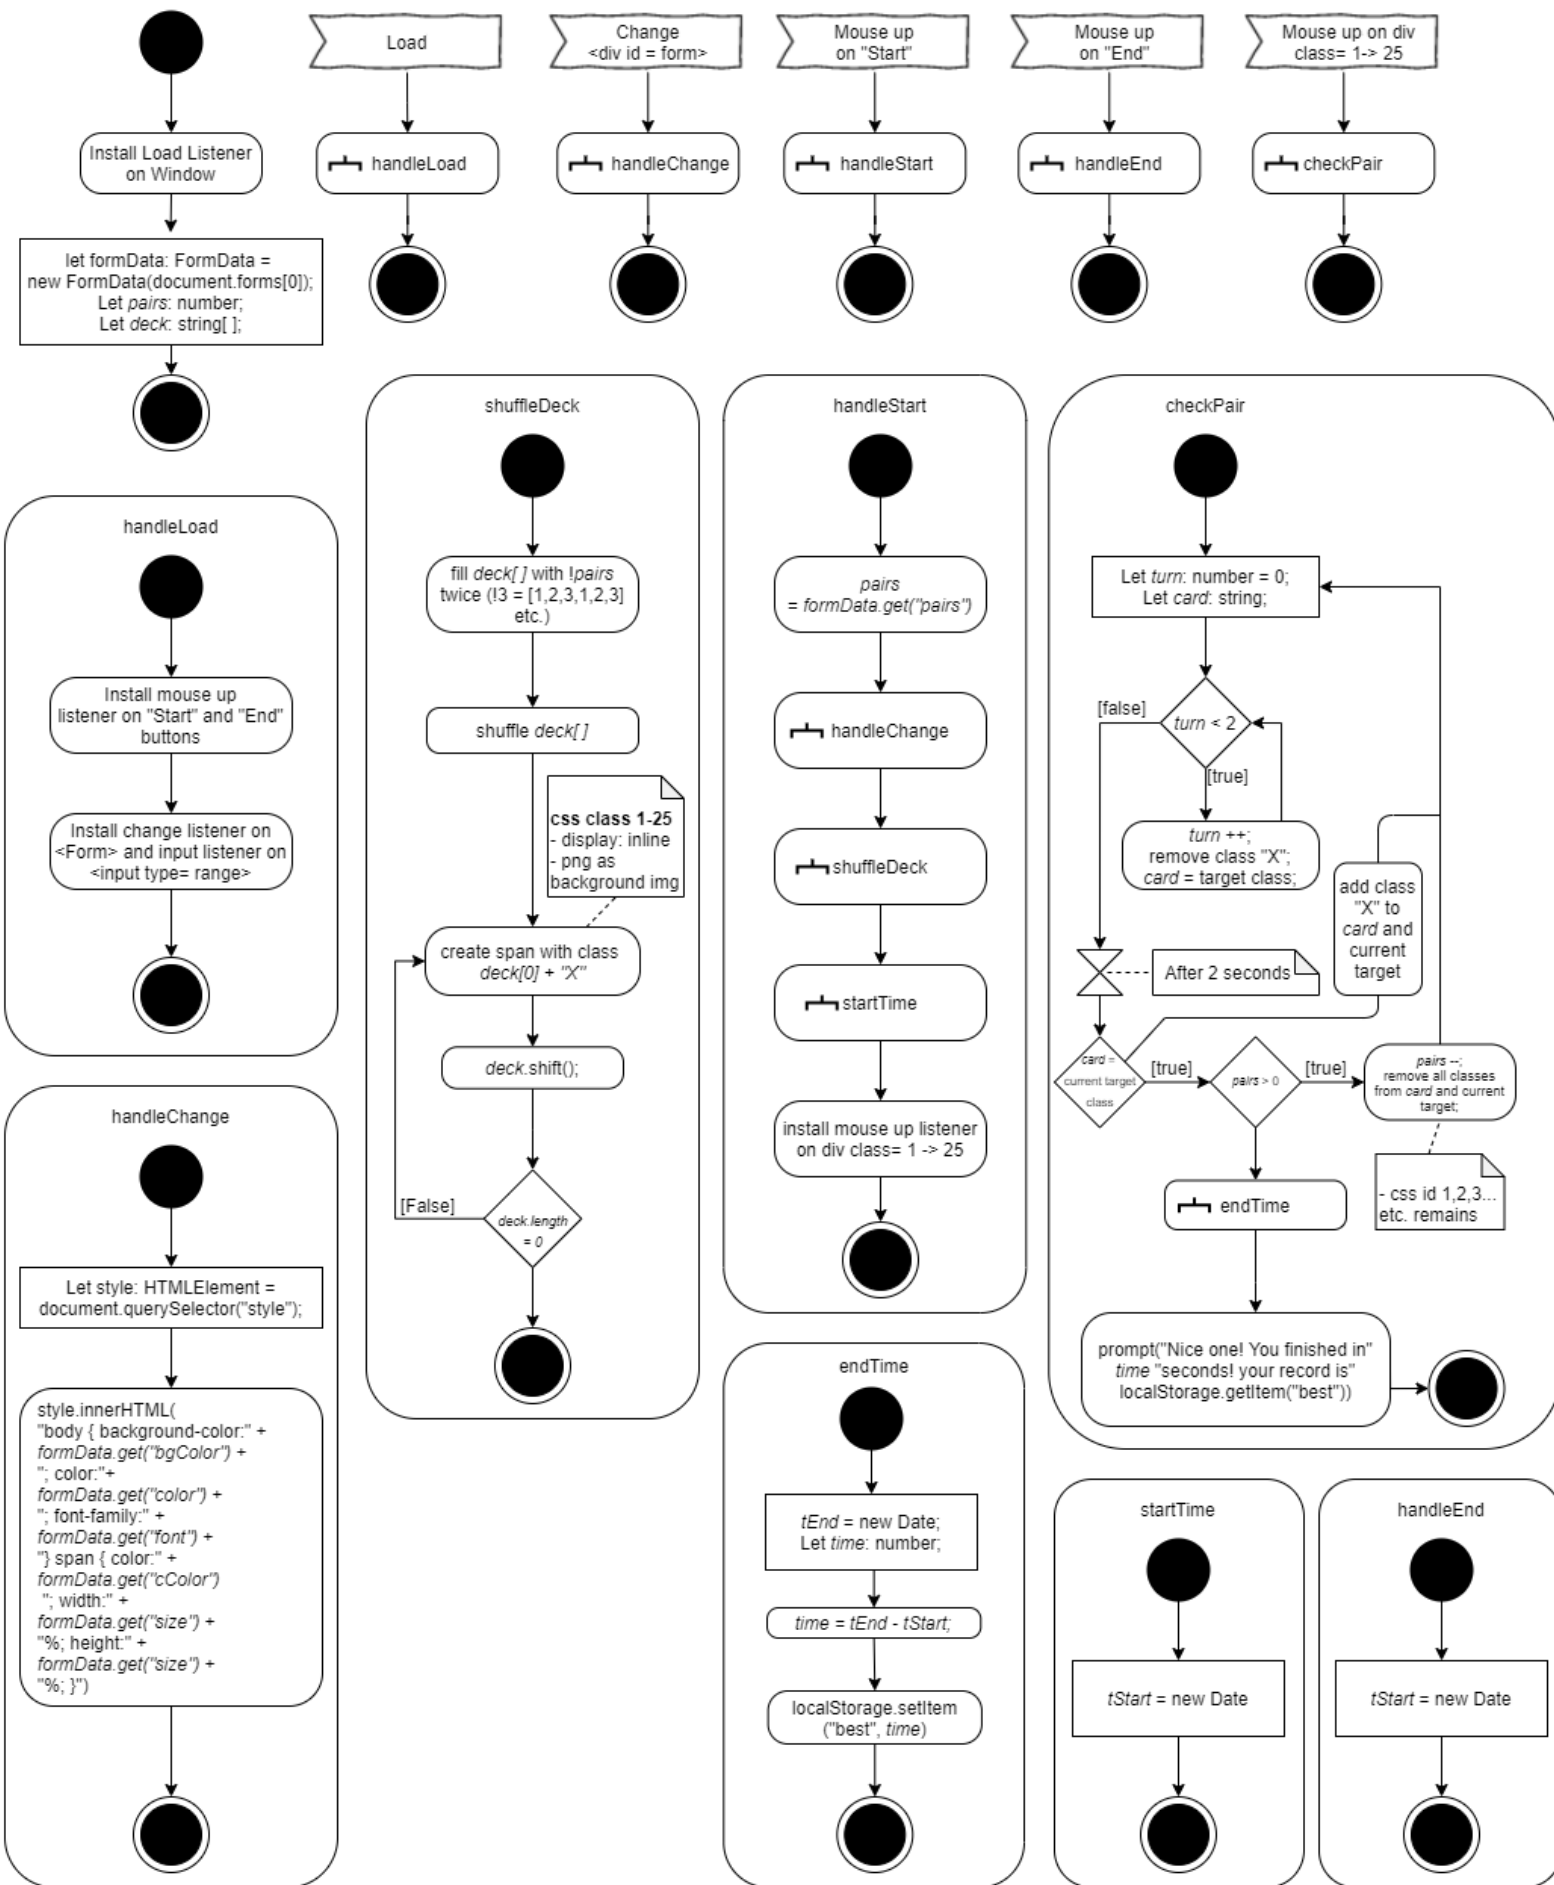 Load
Change
<div id = form>
Mouse up
on "Start"
Mouse up
on "End"
Mouse up on div
class= 1-> 25
Install Load Listener
on Window
handleLoad
handleChange
handleStart
handleEnd
checkPair
let formData: FormData =
new FormData(document.forms[0]);
Let pairs: number;
Let deck: string[ ];
handleLoad
Install mouse up
listener on "Start" and "End"
buttons
Install change listener on
<Form> and input listener on
<input type= range>
handleChange
Let style: HTMLElement =
document.querySelector("style");
style.innerHTML(
"body { background-color:" +
formData.get("bgColor") +
"; color:"+
formData.get("color") +
"; font-family:" +
formData.get("font") +
"} span { color:" +
formData.get("cColor")
"; width:" +
formData.get("size") +
"%; height:" +
formData.get("size") +
"%; }")
shuffleDeck
fill deck[ ] with !pairs
twice (!3 = [1,2,3,1,2,3]
etc.)
shuffle deck[ ]
css class 1-25
- display: inline
- png as
background img
create span with class
deck[0] + "X"
deck.shift();
[False]
deck.length
= 0
handleStart
pairs
= formData.get("pairs")
handleChange
shuffleDeck
startTime
install mouse up listener
on div class= 1 -> 25
endTime
tEnd = new Date;
Let time: number;
time = tEnd - tStart;
localStorage.setItem
("best", time)
checkPair
Let turn: number = 0;
Let card: string;
[false]
turn < 2
[true]
turn ++;
remove class "X";
card = target class;
add class
"X" to
card and
current
target
After 2 seconds
card =
current target
class
[true]
pairs > 0
[true]
pairs --;
remove all classes
from card and current
target;
- css id 1,2,3...
etc. remains
endTime
prompt("Nice one! You finished in"
time "seconds! your record is"
localStorage.getItem("best"))
startTime
tStart = new Date
handleEnd
tStart = new Date